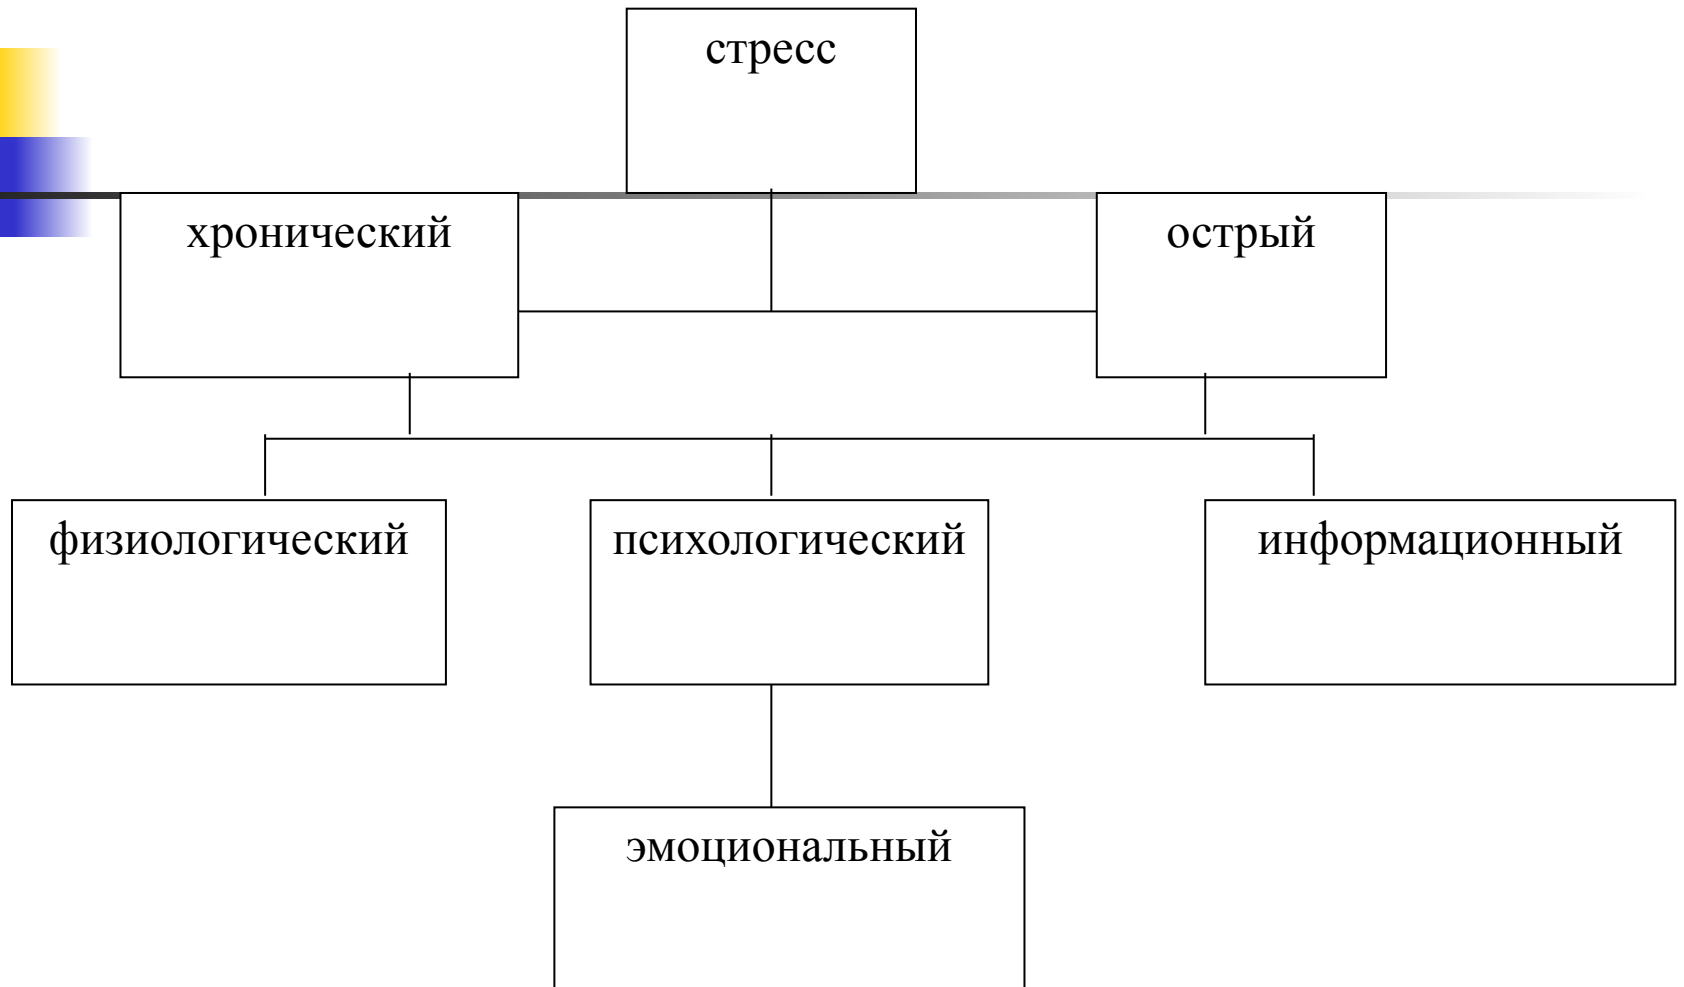 стресс
хронический
острый
физиологический
психологический
информационный
эмоциональный